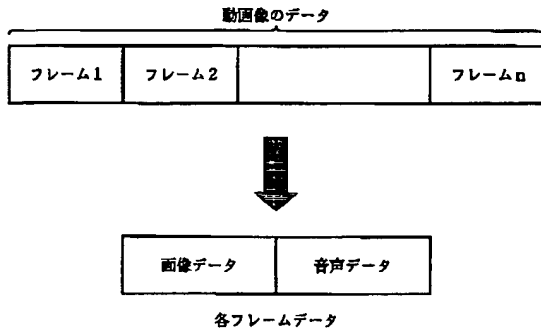 動画像のデータ
フレーム1 フレーム2 フレームn
画像データ 音声データ
各フレームデータ